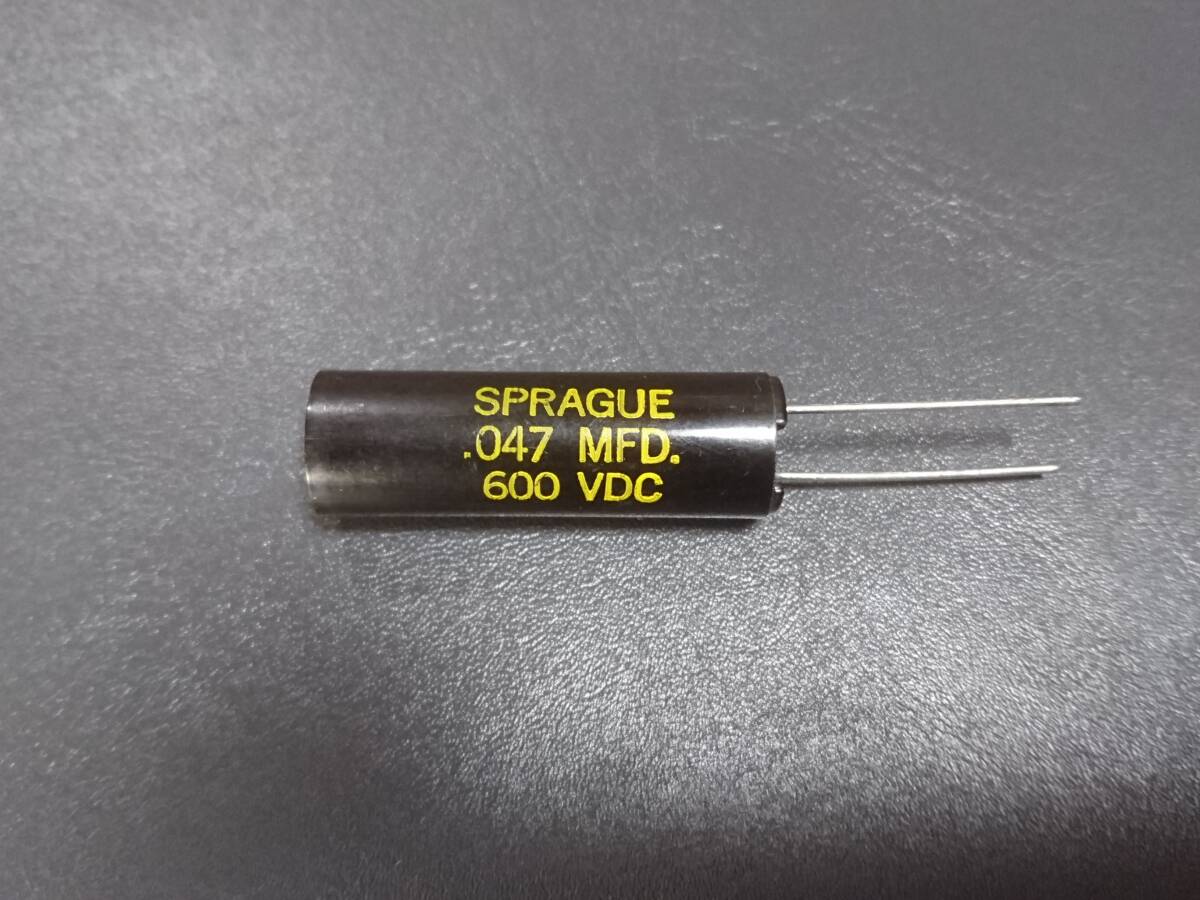 SPRAGUE
.047 MFD.
600 VDC